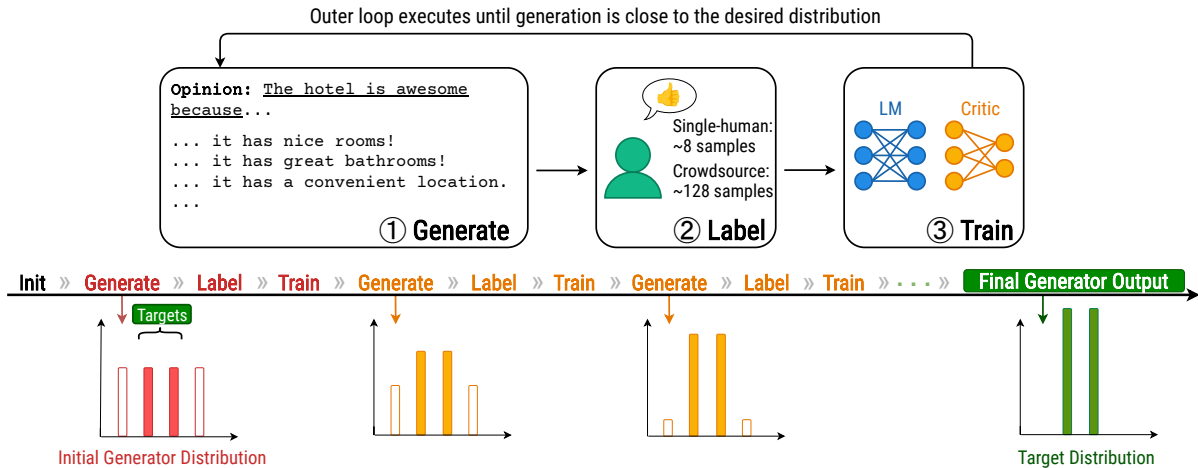 Outer loop executes until generation is close to the desired distribution
Opinion: The hotel is awesome
because...
... it has nice rooms!
... it has great bathrooms!
... it has a convenient location.
...
① Generate
Single-human:
~8 samples
Crowdsource:
~128 samples
② Label
LM Critic
③ Train
Init » Generate » Label » Train » Generate » Label » Train » Generate » Label » Train » ... » Final Generator Output
Targets
Initial Generator Distribution
Target Distribution